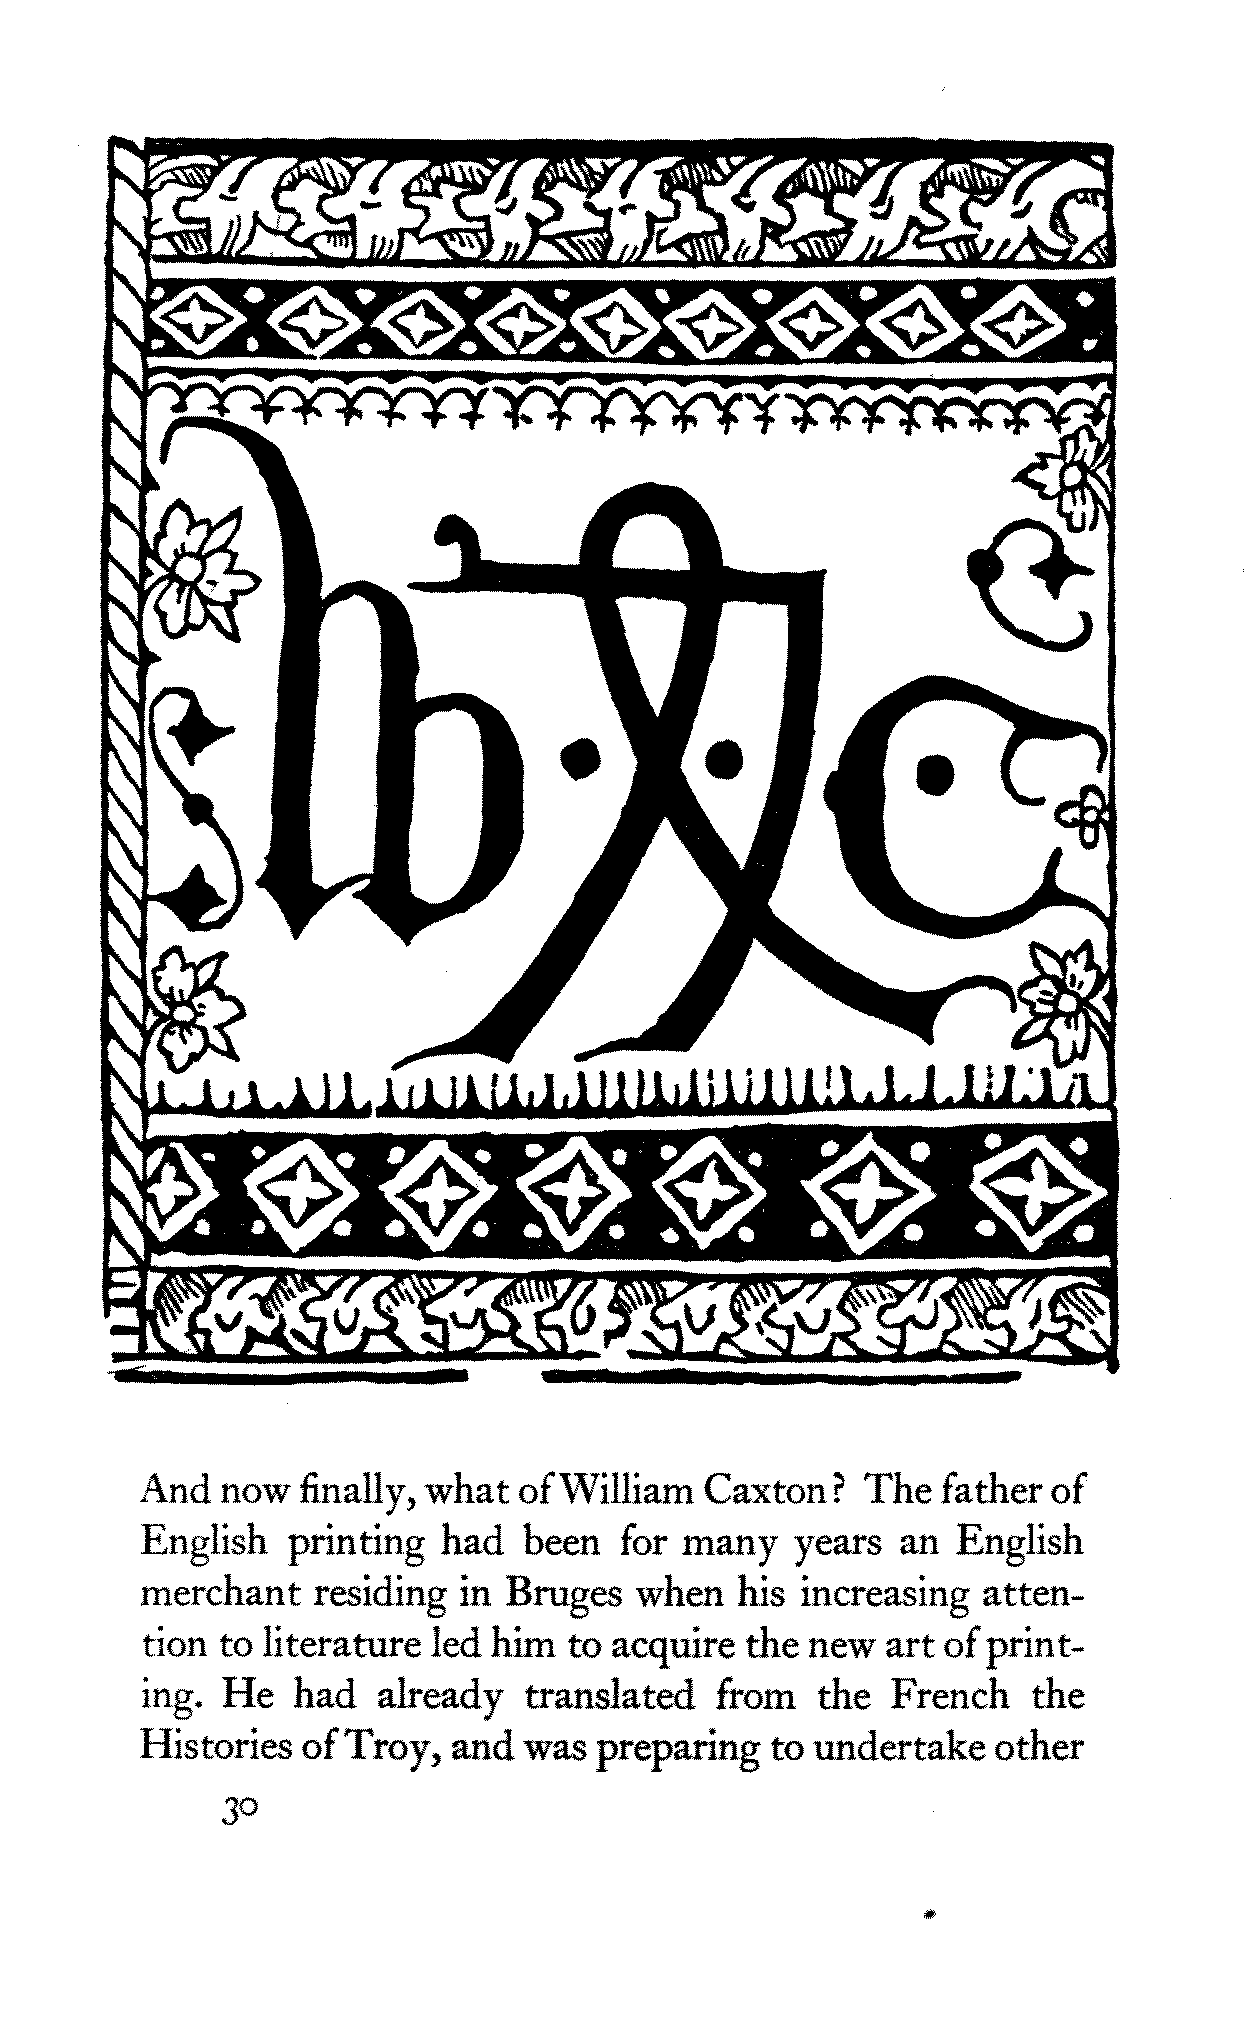 W C
And now finally, what of William Caxton? The father of
English printing had been for many years an English
merchant residing in Bruges when his increasing atten-
tion to literature led him to acquire the new art of print-
ing. He had already translated from the French the
Histories of Troy, and was preparing to undertake other
30